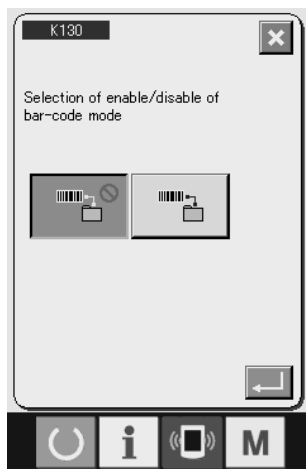 K130
Selection of enable/disable of
bar-code mode
i
M